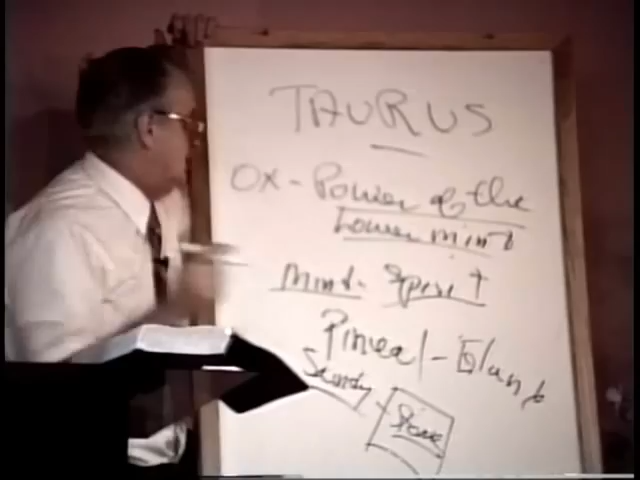 TAURUS
OX - Power of the
Lower mind
Mind - Spirit
Pineal - Gland
Stone